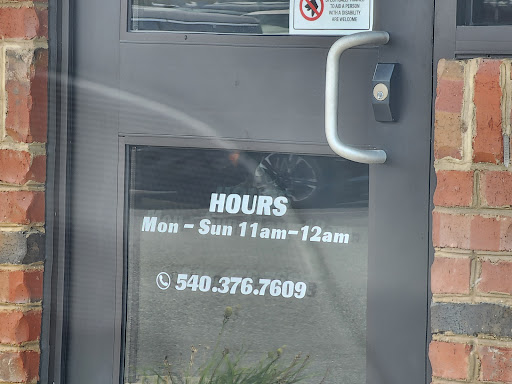 TO AID A PERSON
WITH A DISABILITY
ARE WELCOME
HOURS
Mon - Sun 11am-12am
540.376.7609